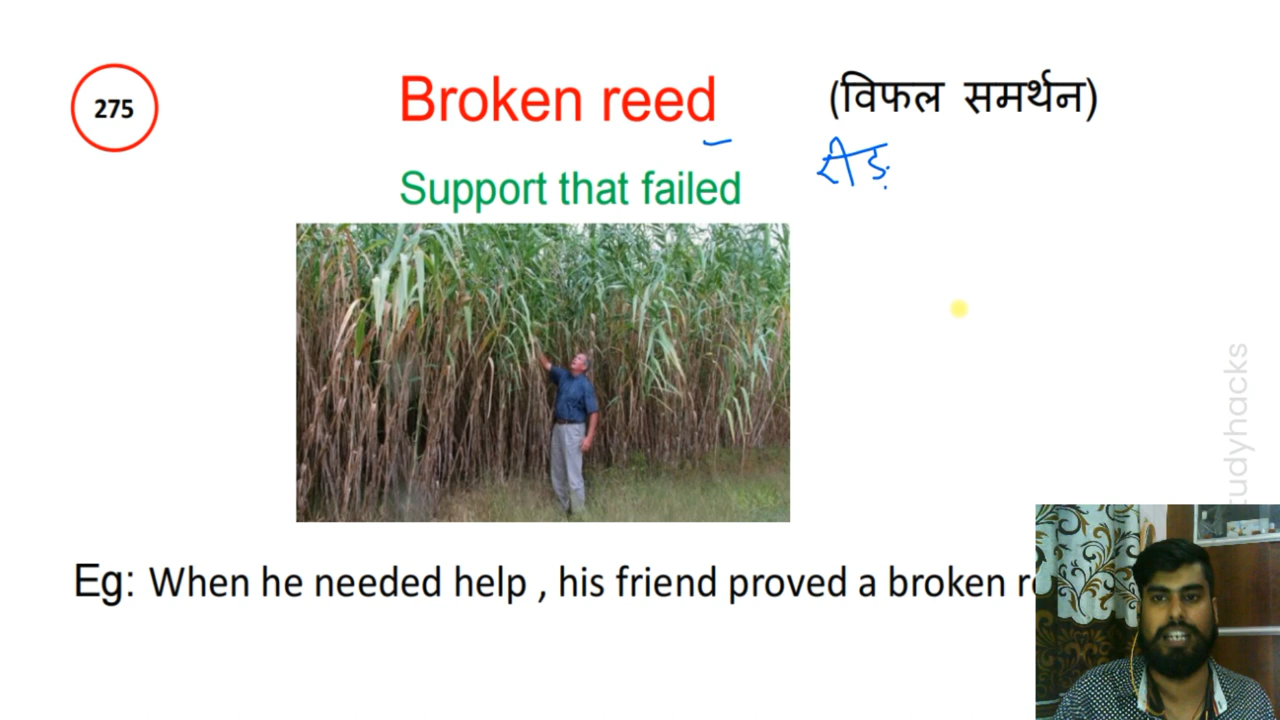 275
Broken reed (विफल समर्थन)
Support that failed
Eg: When he needed help , his friend proved a broken